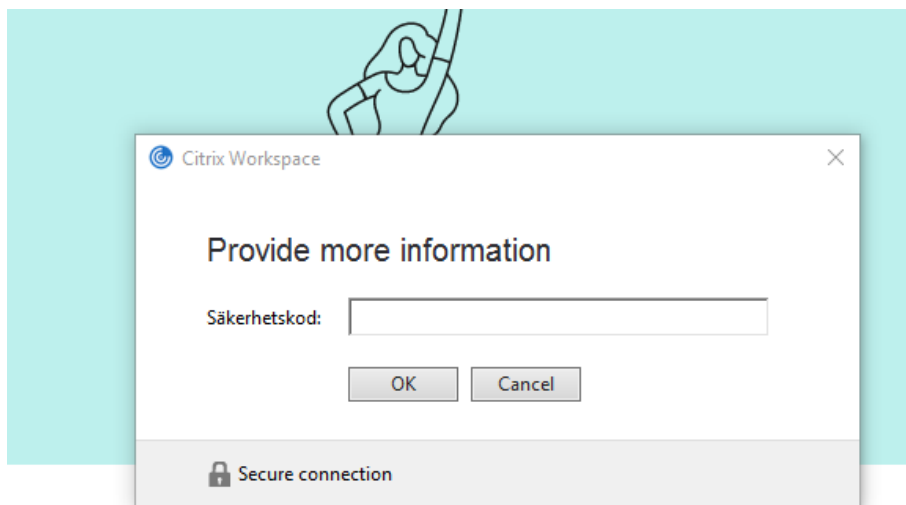 Citrix Workspace
Provide more information
Säkerhetskod:
OK Cancel
Secure connection